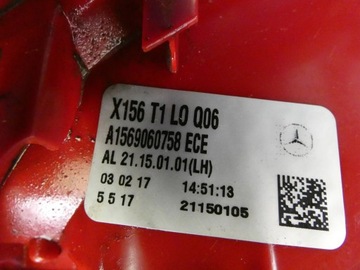 X156 T1 LO Q06
A1569060758 ECE
AL 21.15.01.01(LH)
03 02 17 14:51:13
5 5 17 21150105